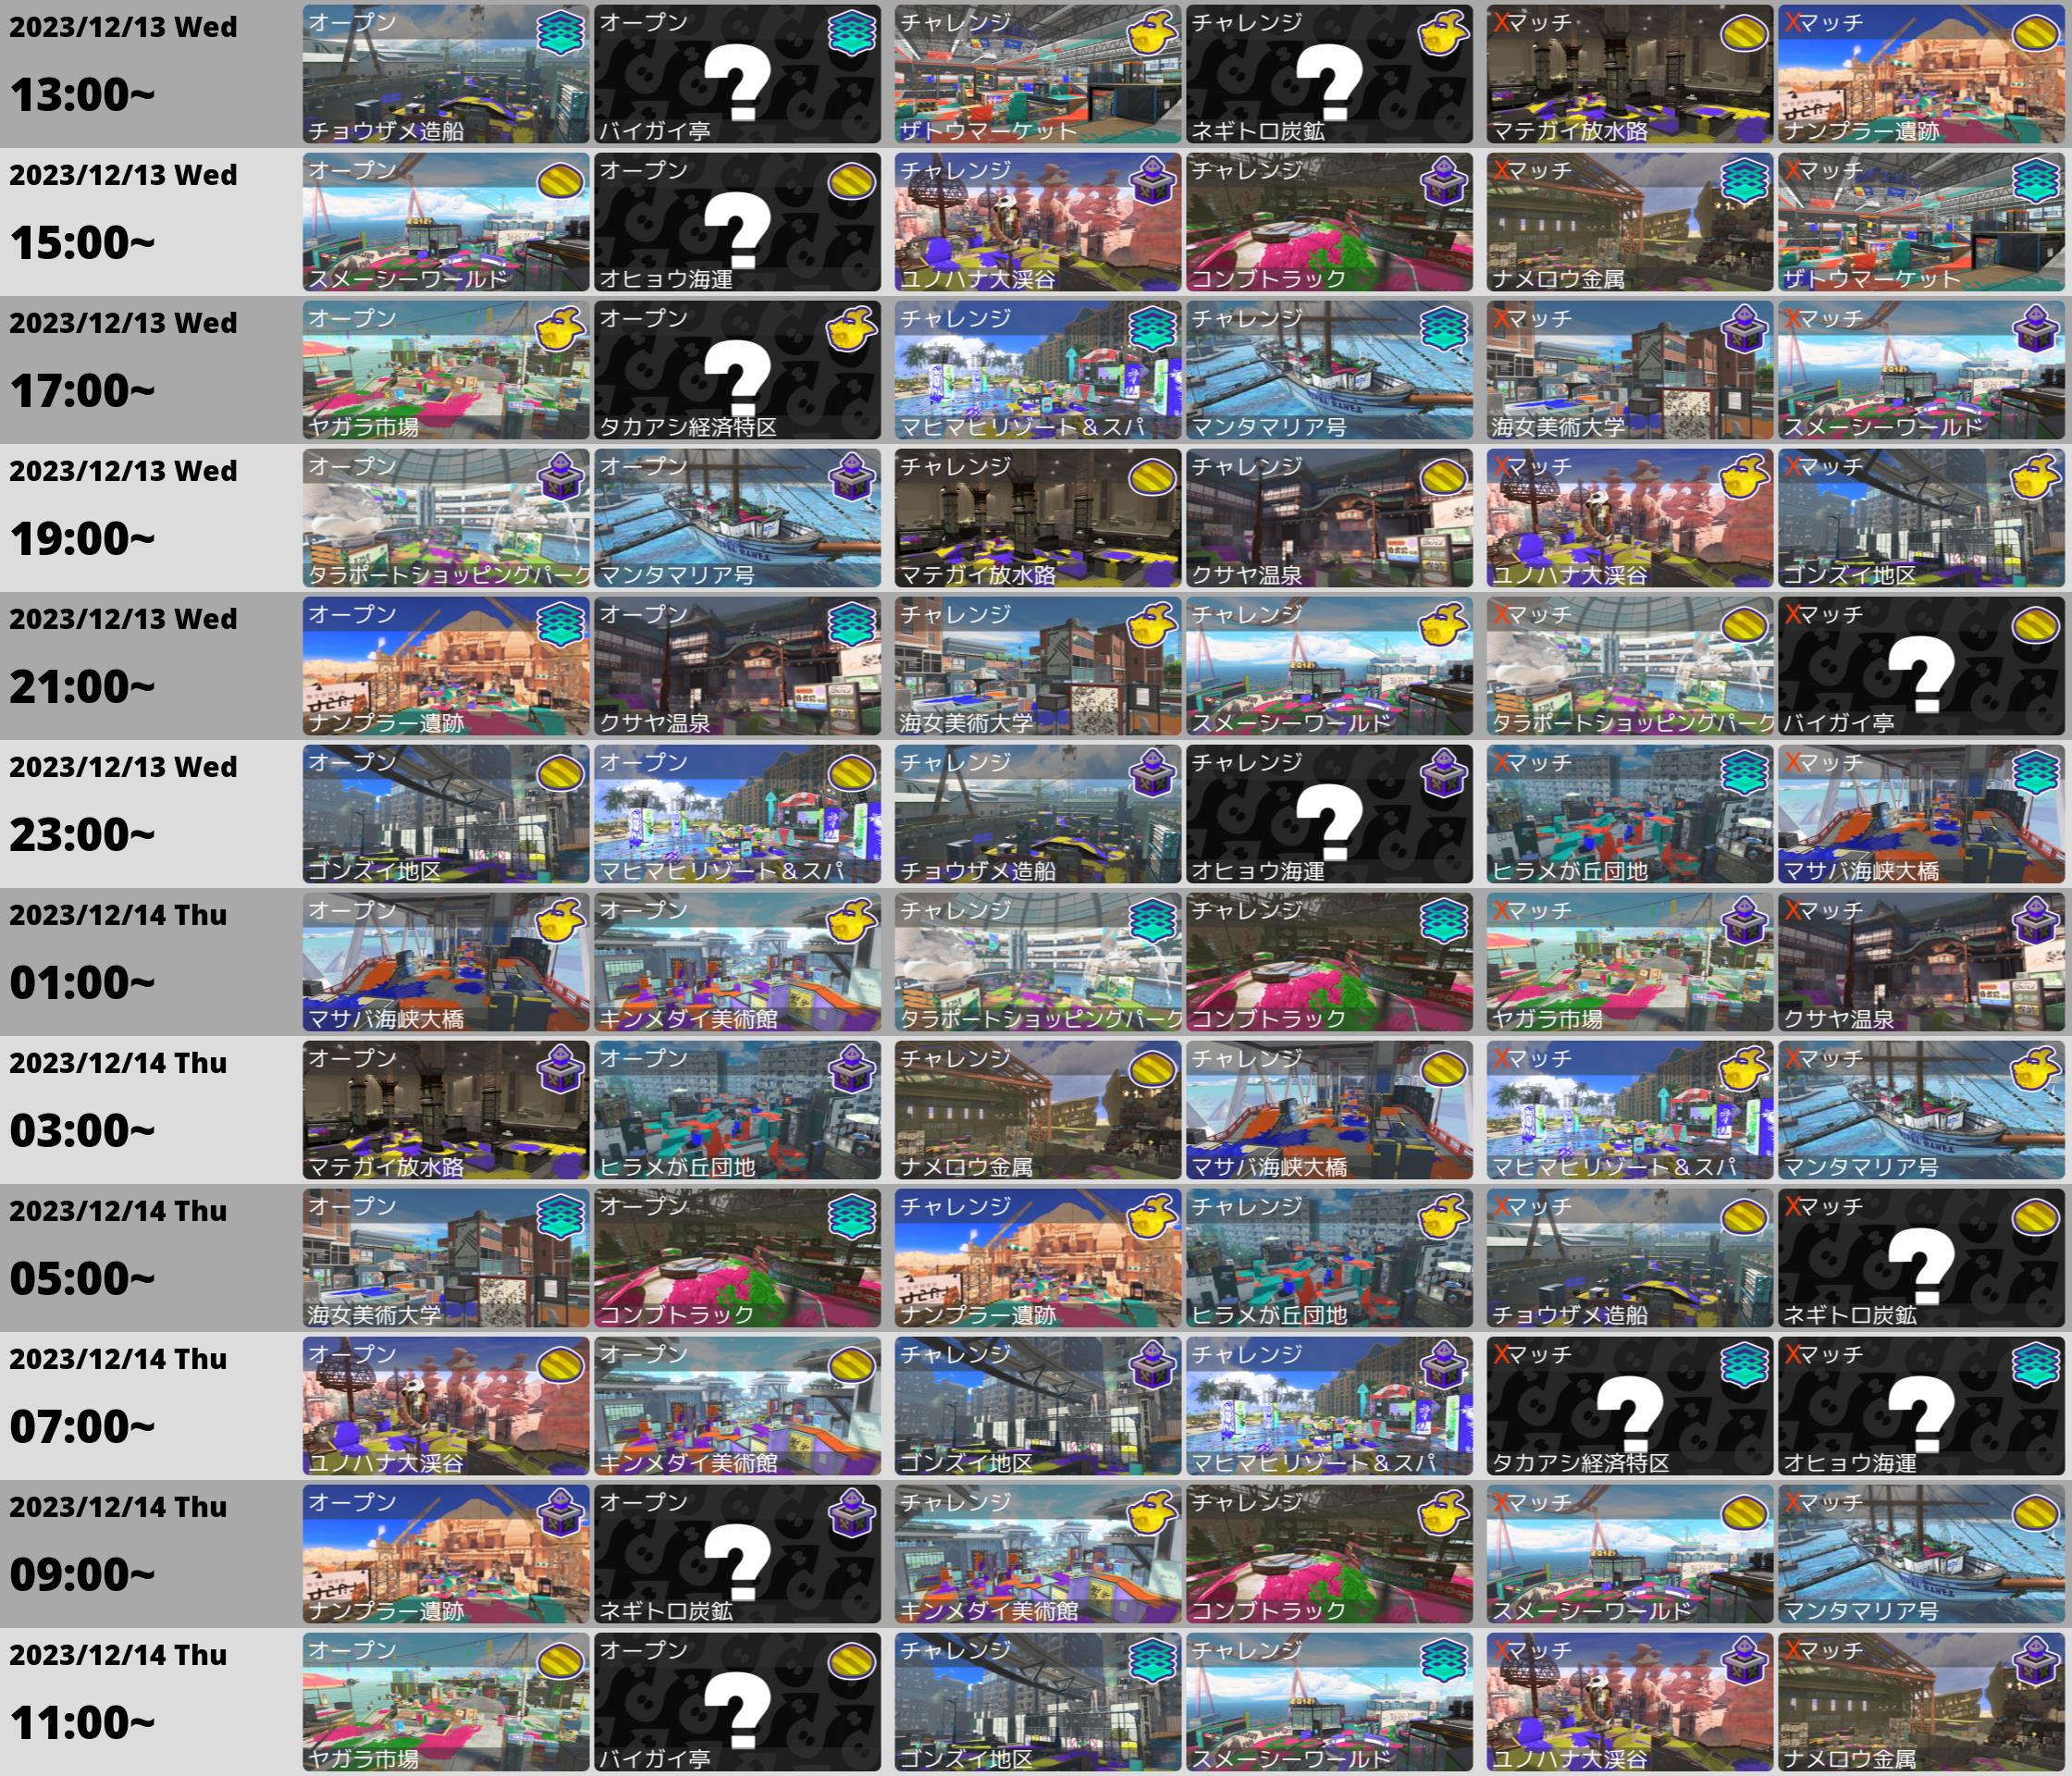 2023/12/13 Wed
13:00~
オープン
チョウザメ造船
オープン
バイガイ亭
チャレンジ
ザトウマーケット
チャレンジ
ネギトロ炭鉱
Xマッチ
マテガイ放水路
Xマッチ
ナンプラー遺跡
2023/12/13 Wed
15:00~
オープン
スメーシーワールド
オープン
オヒョウ海運
チャレンジ
ユノハナ大渓谷
チャレンジ
コンブトラック
Xマッチ
ナメロウ金属
Xマッチ
ザトウマーケット
2023/12/13 Wed
17:00~
オープン
ヤガラ市場
オープン
タカアシ経済特区
チャレンジ
マヒマヒリゾート＆スパ
チャレンジ
マンタマリア号
Xマッチ
海女美術大学
Xマッチ
スメーシーワールド
2023/12/13 Wed
19:00~
オープン
タラポートショッピングパーク
オープン
マンタマリア号
チャレンジ
マテガイ放水路
チャレンジ
クサヤ温泉
Xマッチ
ユノハナ大渓谷
Xマッチ
ゴンズイ地区
2023/12/13 Wed
21:00~
オープン
ナンプラー遺跡
オープン
クサヤ温泉
チャレンジ
海女美術大学
チャレンジ
スメーシーワールド
Xマッチ
タラポートショッピングパーク
Xマッチ
バイガイ亭
2023/12/13 Wed
23:00~
オープン
ゴンズイ地区
オープン
マヒマヒリゾート＆スパ
チャレンジ
チョウザメ造船
チャレンジ
オヒョウ海運
Xマッチ
ヒラメが丘団地
Xマッチ
マサバ海峡大橋
2023/12/14 Thu
01:00~
オープン
マサバ海峡大橋
オープン
キンメダイ美術館
チャレンジ
タラポートショッピングパーク
チャレンジ
コンブトラック
Xマッチ
ヤガラ市場
Xマッチ
クサヤ温泉
2023/12/14 Thu
03:00~
オープン
マテガイ放水路
オープン
ヒラメが丘団地
チャレンジ
ナメロウ金属
チャレンジ
マサバ海峡大橋
Xマッチ
マヒマヒリゾート＆スパ
Xマッチ
マンタマリア号
2023/12/14 Thu
05:00~
オープン
海女美術大学
オープン
コンブトラック
チャレンジ
ナンプラー遺跡
チャレンジ
ヒラメが丘団地
Xマッチ
チョウザメ造船
Xマッチ
ネギトロ炭鉱
2023/12/14 Thu
07:00~
オープン
ユノハナ大渓谷
オープン
キンメダイ美術館
チャレンジ
ゴンズイ地区
チャレンジ
マヒマヒリゾート＆スパ
Xマッチ
タカアシ経済特区
Xマッチ
オヒョウ海運
2023/12/14 Thu
09:00~
オープン
ナンプラー遺跡
オープン
ネギトロ炭鉱
チャレンジ
キンメダイ美術館
チャレンジ
コンブトラック
Xマッチ
スメーシーワールド
Xマッチ
マンタマリア号
2023/12/14 Thu
11:00~
オープン
ヤガラ市場
オープン
バイガイ亭
チャレンジ
ゴンズイ地区
チャレンジ
スメーシーワールド
Xマッチ
ユノハナ大渓谷
Xマッチ
ナメロウ金属